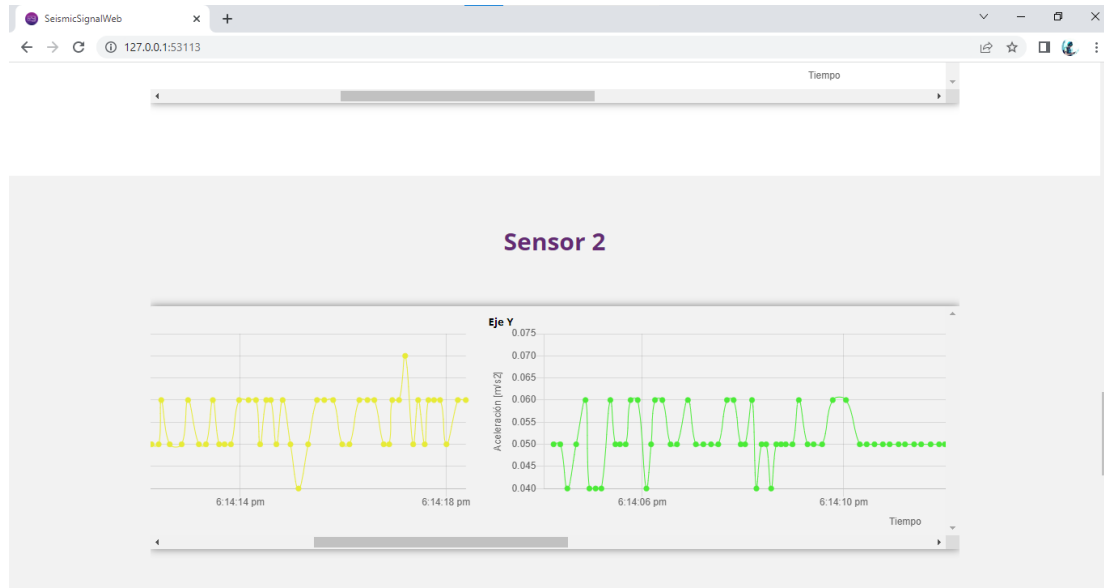 SeismicSignalWeb
127.0.0.1:53113
Tiempo
Sensor 2
Eje Y
0.075
0.070
0.065
0.060
0.055
0.050
0.045
0.040
Aceleración [m/s2]
6:14:14 pm
6:14:18 pm
6:14:06 pm
6:14:10 pm
Tiempo